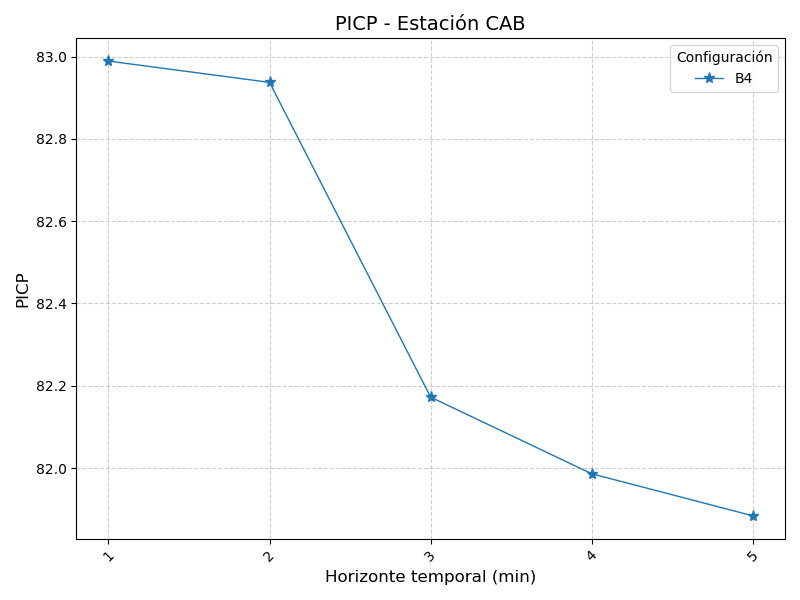 PICP - Estación CAB
Configuración
B4
83.0
82.8
82.6
82.4
82.2
82.0
PICP
1
2
3
4
5
Horizonte temporal (min)